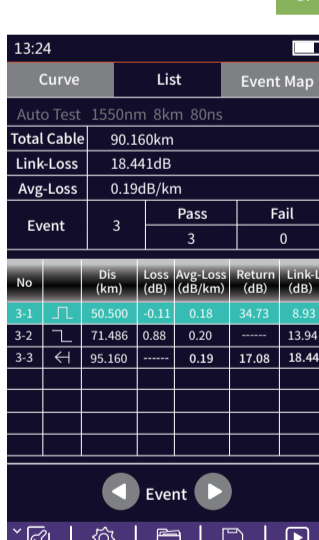 13:24
Curve List Event Map
Auto Test 1550nm 8km 80ns
Total Cable 90.160km
Link-Loss 18.441dB
Avg-Loss 0.19dB/km
Event 3 Pass Fail
3 0
No Dis (km) Loss (dB) Avg-Loss (dB/km) Return (dB) Link-L (dB)
3-1 50.500 -0.11 0.18 34.73 8.93
3-2 71.486 0.88 0.20 ------ 13.94
3-3 95.160 ------ 0.19 17.08 18.44
Event